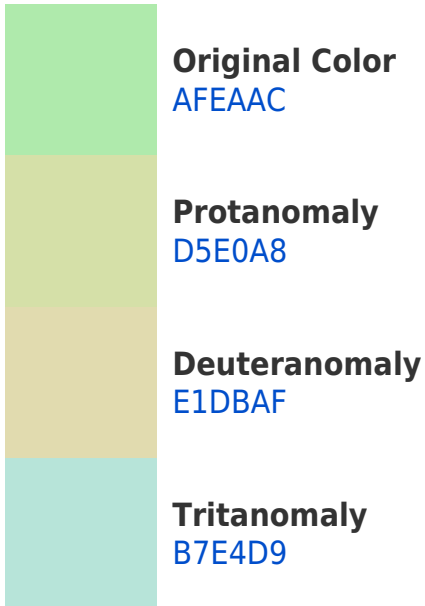 Original Color
AFEAAC
Protanomaly
D5E0A8
Deuteranomaly
E1DBAF
Tritanomaly
B7E4D9